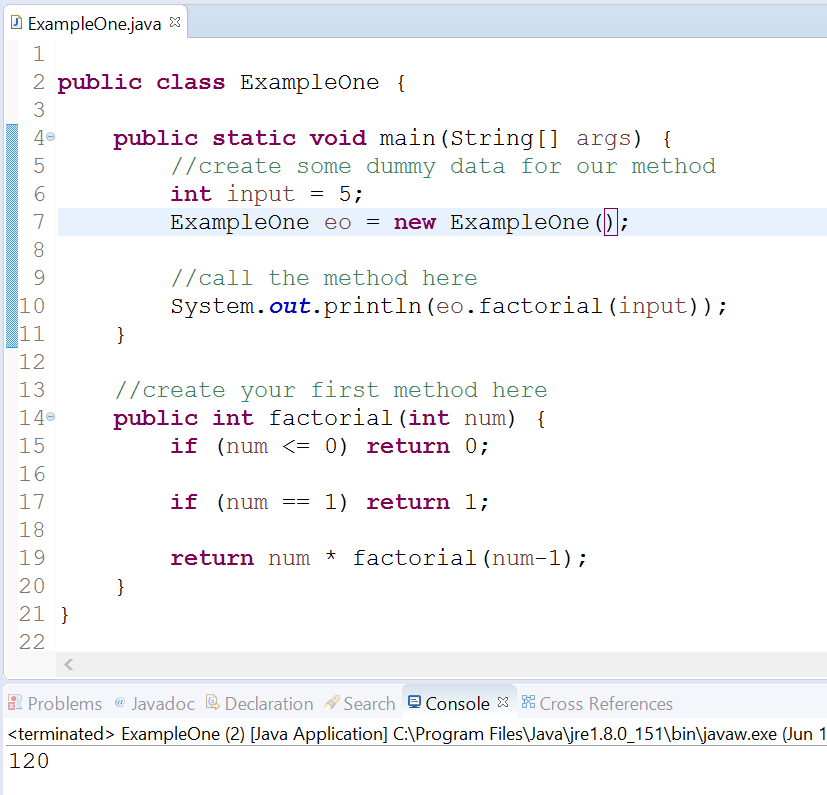 ExampleOne.java
1
2 public class ExampleOne {
3
4 public static void main(String[] args) {
5 //create some dummy data for our method
6 int input = 5;
7 ExampleOne eo = new ExampleOne();
8
9 //call the method here
10 System.out.println(eo.factorial(input));
11 }
12
13 //create your first method here
14 public int factorial(int num) {
15 if (num <= 0) return 0;
16
17 if (num == 1) return 1;
18
19 return num * factorial(num-1);
20 }
21 }
22
Problems @ Javadoc Declaration Search Console Cross References
<terminated> ExampleOne (2) [Java Application] C:\Program Files\Java\jre1.8.0_151\bin\javaw.exe (Jun 1
120